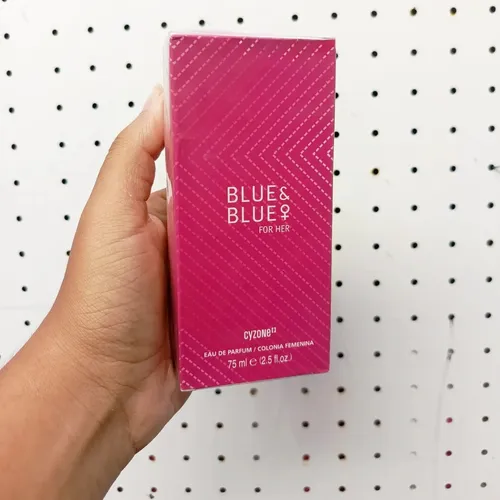 BLUE&
BLUE♀
FOR HER
cyzone
EAU DE PARFUM / COLONIA FEMENINA
75 ml ℮ (2.5 fl.oz.)